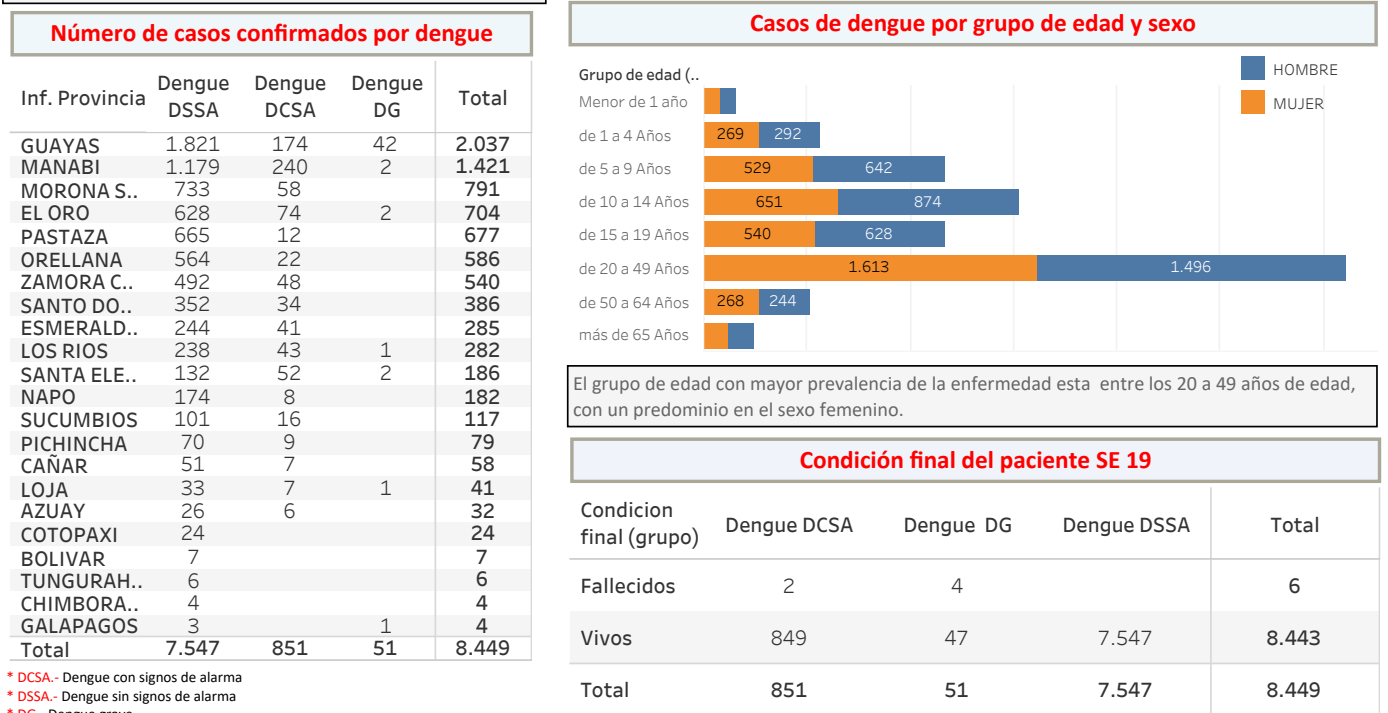 Número de casos confirmados por dengue
Inf. Provincia Dengue DSSA Dengue DCSA Dengue DG Total
GUAYAS 1.821 174 42 2.037
MANABI 1.179 240 2 1.421
MORONA S.. 733 58 791
EL ORO 628 74 2 704
PASTAZA 665 12 677
ORELLANA 564 22 586
ZAMORA C.. 492 48 540
SANTO DO.. 352 34 386
ESMERALD.. 244 41 285
LOS RIOS 238 43 1 282
SANTA ELE.. 132 52 2 186
NAPO 174 8 182
SUCUMBIOS 101 16 117
PICHINCHA 70 9 79
CAÑAR 51 7 58
LOJA 33 7 1 41
AZUAY 26 6 32
COTOPAXI 24 24
BOLIVAR 7 7
TUNGURAH.. 6 6
CHIMBORA.. 4 4
GALAPAGOS 3 1 4
Total 7.547 851 51 8.449
* DCSA.- Dengue con signos de alarma
* DSSA.- Dengue sin signos de alarma
* DG.- Dengue grave
Casos de dengue por grupo de edad y sexo
Grupo de edad (..
HOMBRE
MUJER
Menor de 1 año
de 1 a 4 Años 269 292
de 5 a 9 Años 529 642
de 10 a 14 Años 651 874
de 15 a 19 Años 540 628
de 20 a 49 Años 1.613 1.496
de 50 a 64 Años 268 244
más de 65 Años
El grupo de edad con mayor prevalencia de la enfermedad esta entre los 20 a 49 años de edad,
con un predominio en el sexo femenino.
Condición final del paciente SE 19
Condicion final (grupo) Dengue DCSA Dengue DG Dengue DSSA Total
Fallecidos 2 4 6
Vivos 849 47 7.547 8.443
Total 851 51 7.547 8.449